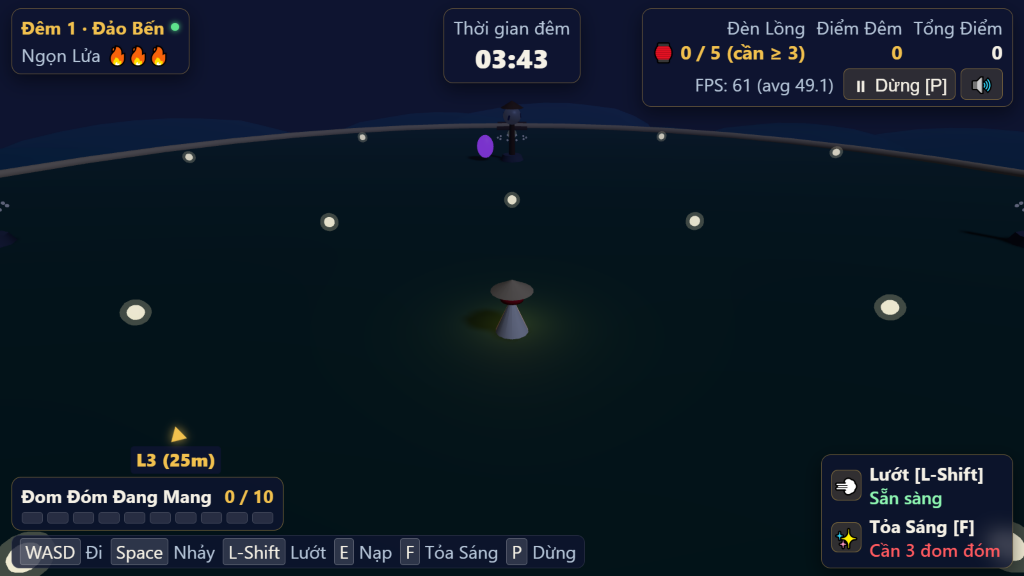 Đêm 1 · Đảo Bến
Ngọn Lửa
Thời gian đêm
03:43
Đèn Lồng Điểm Đêm Tổng Điểm
0 / 5 (cần ≥ 3) 0 0
FPS: 61 (avg 49.1) Dừng [P]
L3 (25m)
Đom Đóm Đang Mang 0 / 10
WASD Đi Space Nhảy L-Shift Lướt E Nạp F Tỏa Sáng P Dừng
Lướt [L-Shift]
Sẵn sàng
Tỏa Sáng [F]
Cần 3 đom đóm